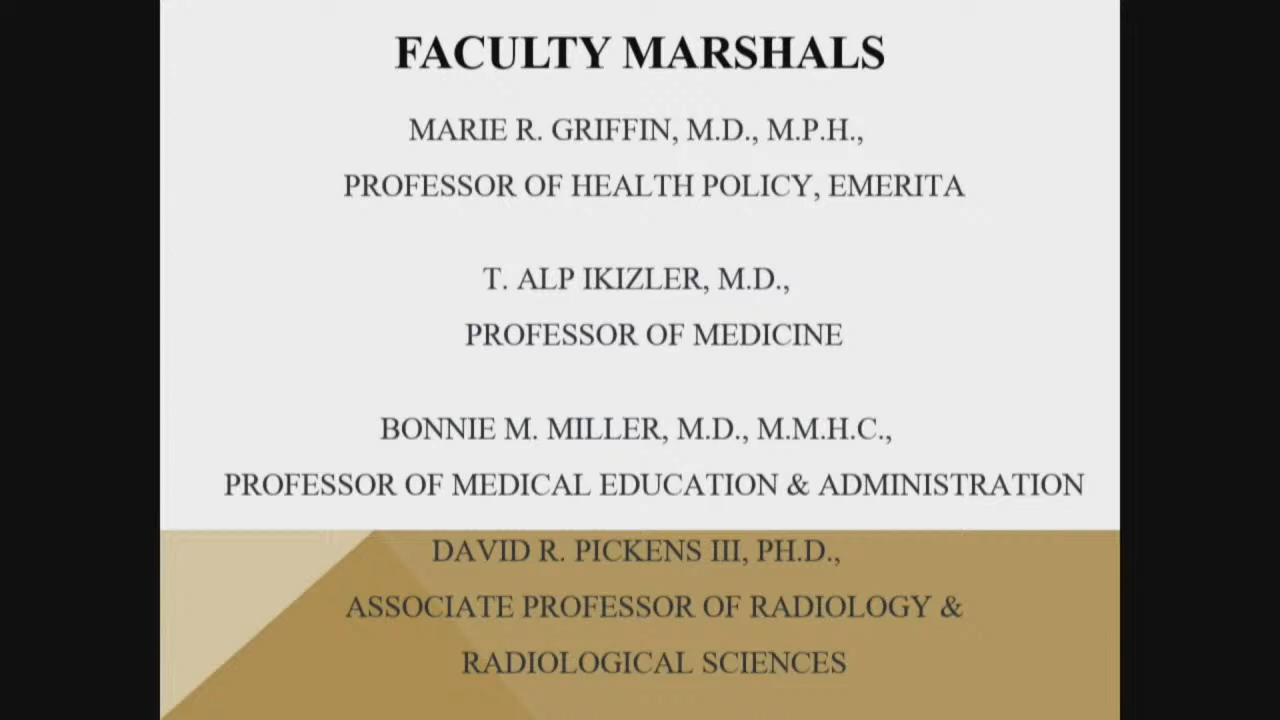 FACULTY MARSHALS
MARIE R. GRIFFIN, M.D., M.P.H.,
PROFESSOR OF HEALTH POLICY, EMERITA
T. ALP IKIZLER, M.D.,
PROFESSOR OF MEDICINE
BONNIE M. MILLER, M.D., M.M.H.C.,
PROFESSOR OF MEDICAL EDUCATION & ADMINISTRATION
DAVID R. PICKENS III, PH.D.,
ASSOCIATE PROFESSOR OF RADIOLOGY &
RADIOLOGICAL SCIENCES